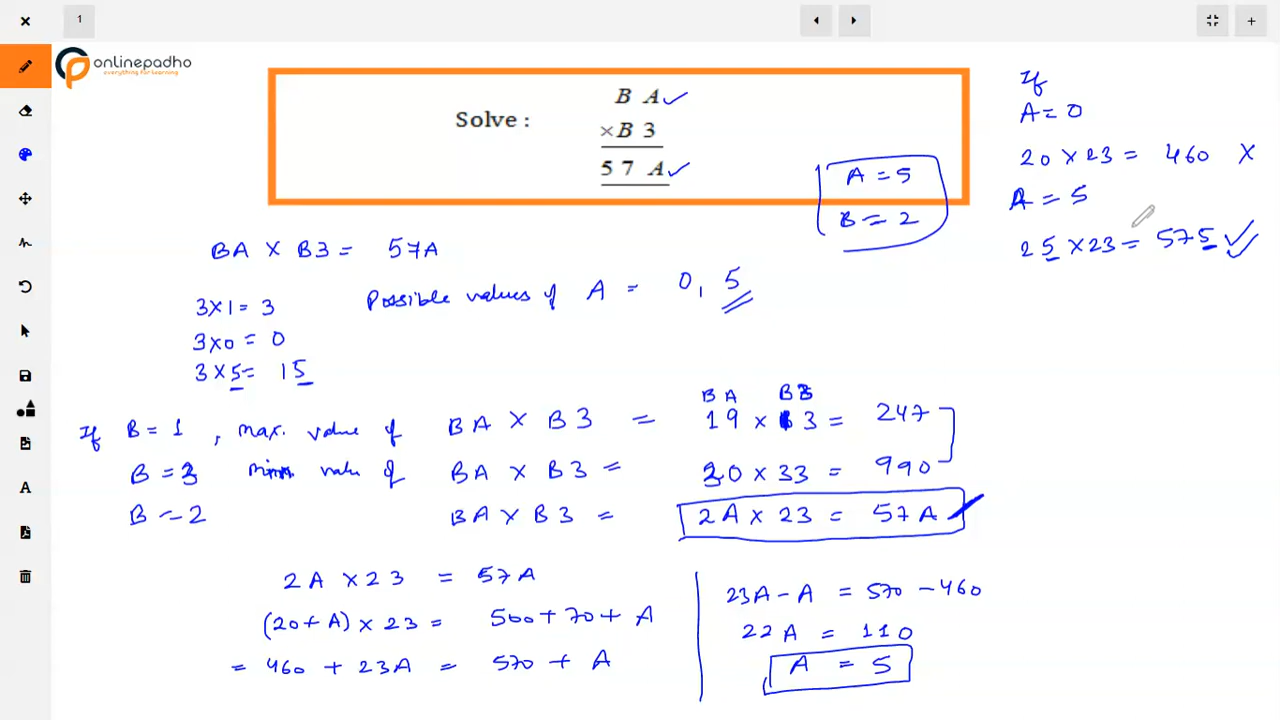 1
onlinepadho
everything for learning
Solve :
B A
×B 3
5 7 A
A = 5
B = 2
If
A = 0
20 × 23 = 460 X
A = 5
25 × 23 = 575
BA × B3 = 57A
3×1 = 3
3×0 = 0
3×5 = 15
Possible values of A = 0, 5
B A B 3
If B = 1, max. value of BA × B3 = 19 × 13 = 247
B = 3 min value of BA × B3 = 30 × 33 = 990
B = 2 BA × B3 = 2A × 23 = 57A
2A × 23 = 57A
(20 + A) × 23 = 500 + 70 + A
= 460 + 23A = 570 + A
23A - A = 570 - 460
22A = 110
A = 5
A